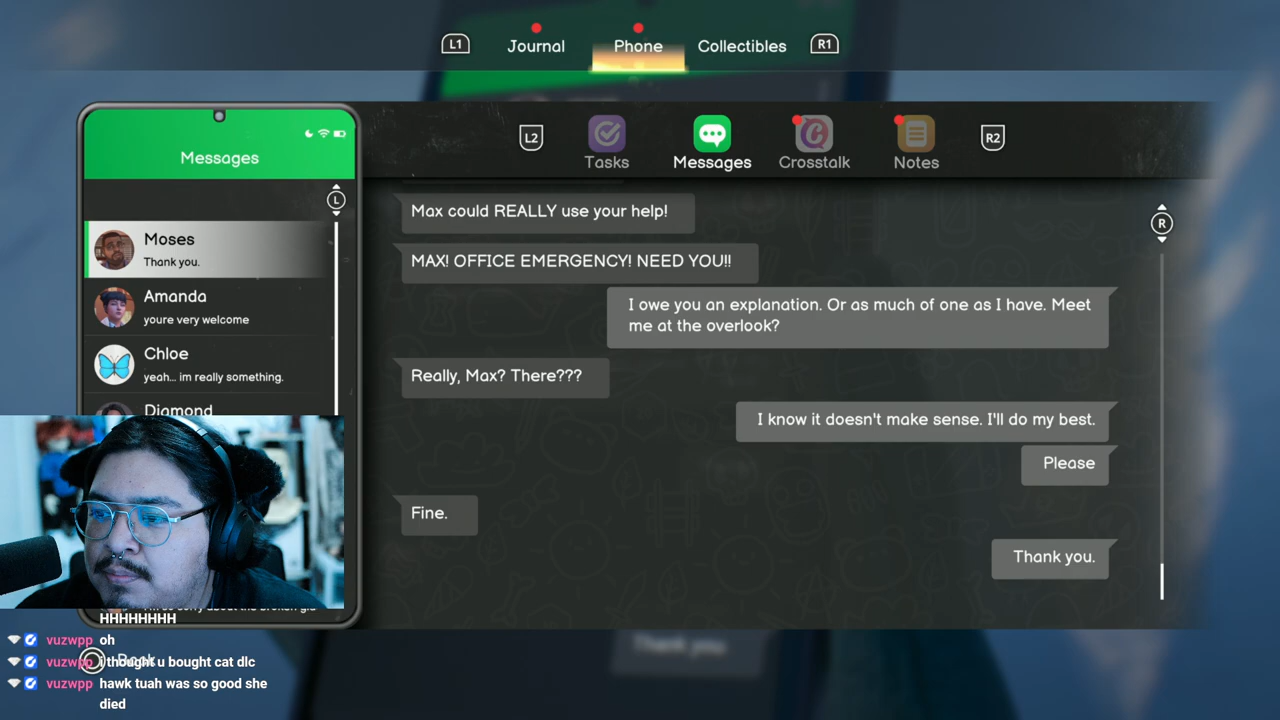 L1
Journal
Phone
Collectibles
R1
Messages
L
Moses
Thank you.
Amanda
youre very welcome
Chloe
yeah... im really something.
Diamond
L2
Tasks
Messages
Crosstalk
Notes
R2
R
Max could REALLY use your help!
MAX! OFFICE EMERGENCY! NEED YOU!!
I owe you an explanation. Or as much of one as I have. Meet
me at the overlook?
Really, Max? There???
I know it doesn't make sense. I'll do my best.
Please
Fine.
Thank you.
Thank you
HHHHHHHH
vuzwpp oh
Back
vuzwpp i thought u bought cat dlc
vuzwpp hawk tuah was so good she
died